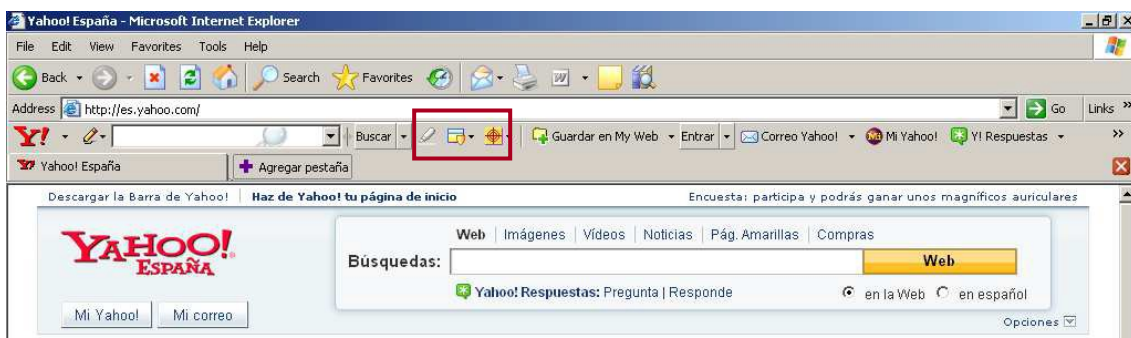 Yahoo! España - Microsoft Internet Explorer
File Edit View Favorites Tools Help
Back Search Favorites W
Address http://es.yahoo.com/ Go Links »
Y! Buscar Guardar en My Web Entrar Correo Yahoo! Mi Yahoo! Y! Respuestas »
Y! Yahoo! España Agregar pestaña
Descargar la Barra de Yahoo! | Haz de Yahoo! tu página de inicio Encuesta: participa y podrás ganar unos magníficos auriculares
YAHOO! ESPAÑA
Web | Imágenes | Vídeos | Noticias | Pág. Amarillas | Compras
Búsquedas: Web
Yahoo! Respuestas: Pregunta | Responde en la Web en español
Mi Yahoo! Mi correo
Opciones